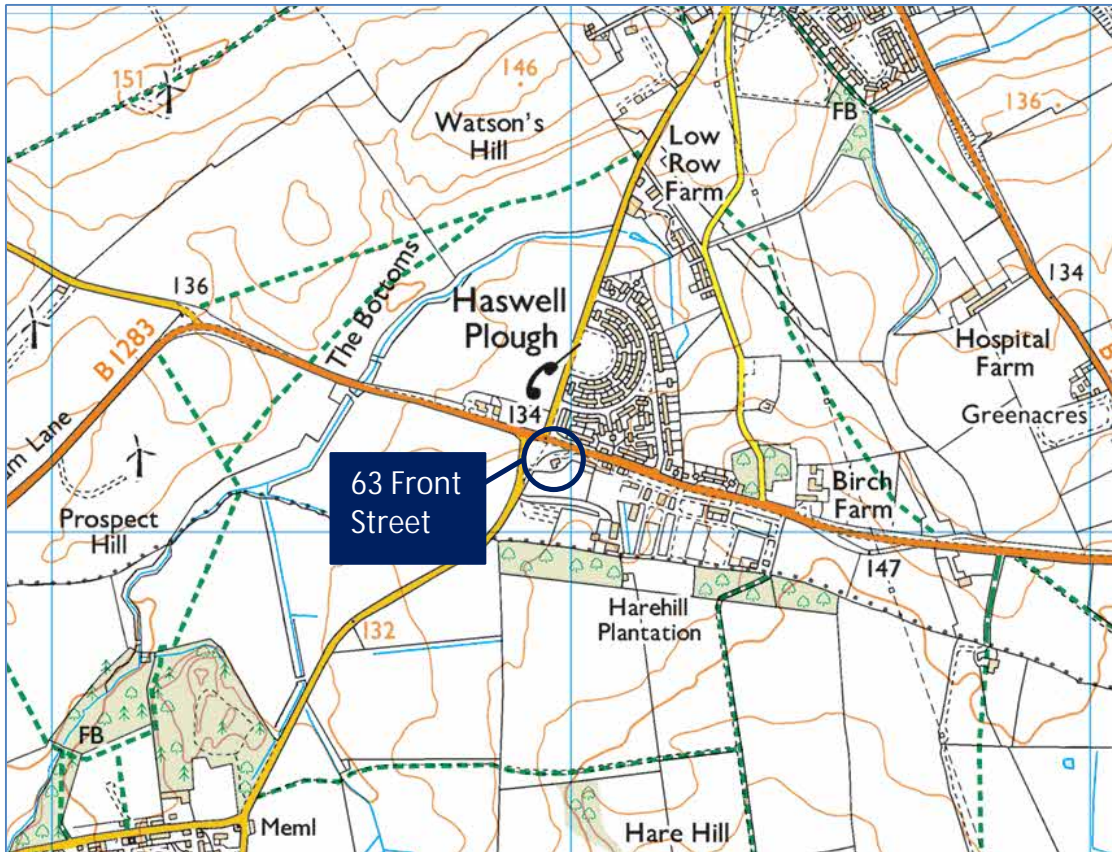 151
146
Watson's
Hill
FB
136
Low
Row
Farm
136
The Bottoms
Haswell
Plough
134
B 1283
134
Hospital
Farm
Greenacres
Lane
63 Front
Street
Birch
Farm
Prospect
Hill
147
Harehill
Plantation
132
FB
Meml
Hare Hill